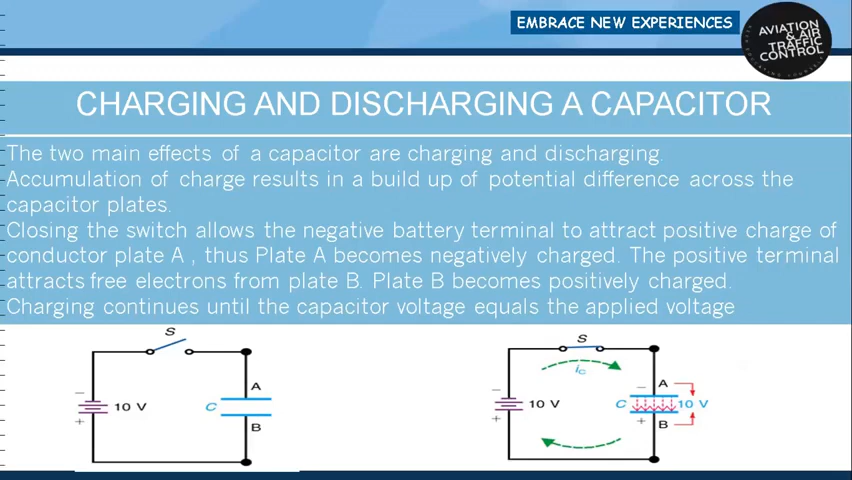 EMBRACE NEW EXPERIENCES
AVIATION
& AIR
TRAFFIC
CONTROL
CHARGING AND DISCHARGING A CAPACITOR
The two main effects of a capacitor are charging and discharging.
Accumulation of charge results in a build up of potential difference across the
capacitor plates.
Closing the switch allows the negative battery terminal to attract positive charge of
conductor plate A , thus Plate A becomes negatively charged. The positive terminal
attracts free electrons from plate B. Plate B becomes positively charged.
Charging continues until the capacitor voltage equals the applied voltage
S
−
10 V
+
C
A
B
S
iC
−
10 V
+
C
−
A
10 V
+
B